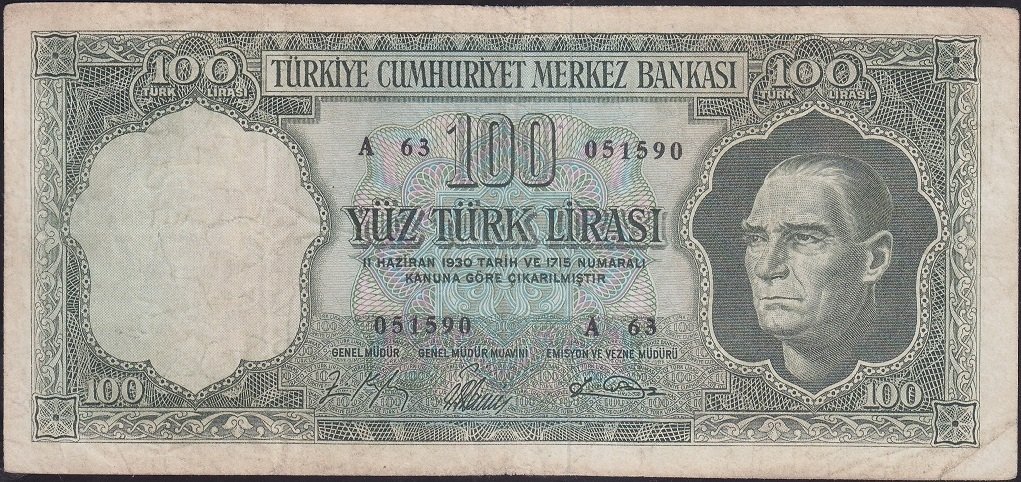 100 TÜRKİYE CUMHURİYET MERKEZ BANKASI 100
TÜRK LİRASI TÜRK LİRASI
A 63 100 051590
YÜZ TÜRK LİRASI
11 HAZİRAN 1930 TARİH VE 1715 NUMARALI
KANUNA GÖRE ÇIKARILMIŞTIR
051590 A 63
GENEL MÜDÜR GENEL MÜDÜR MUAVİNİ EMİSYON VE VEZNE MÜDÜRÜ
100 100